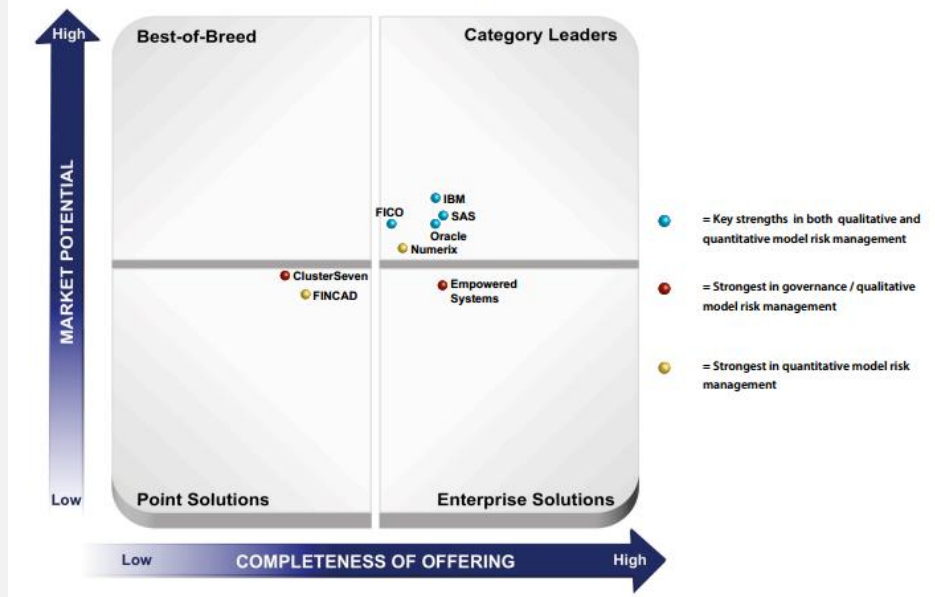 High
Best-of-Breed
Category Leaders
MARKET POTENTIAL
IBM
FICO
SAS
Oracle
Numerix
ClusterSeven
FINCAD
Empowered
Systems
= Key strengths in both qualitative and
quantitative model risk management
= Strongest in governance / qualitative
model risk management
= Strongest in quantitative model risk
management
Low
Point Solutions
Enterprise Solutions
Low
COMPLETENESS OF OFFERING
High